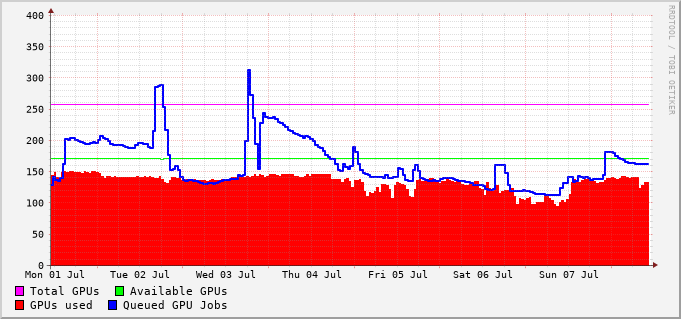 400
350
300
250
200
150
100
50
0
Mon 01 Jul Tue 02 Jul Wed 03 Jul Thu 04 Jul Fri 05 Jul Sat 06 Jul Sun 07 Jul
Total GPUs Available GPUs
GPUs used Queued GPU Jobs
RRDTOOL / TOBI OETIKER